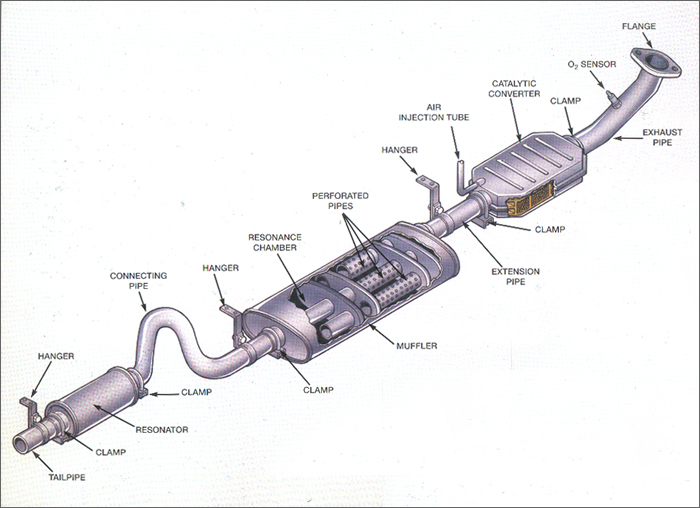 FLANGE
O₂ SENSOR
CATALYTIC
CONVERTER
CLAMP
AIR
INJECTION TUBE
EXHAUST
PIPE
HANGER
PERFORATED
PIPES
CLAMP
RESONANCE
CHAMBER
EXTENSION
PIPE
HANGER
CONNECTING
PIPE
MUFFLER
HANGER
CLAMP
CLAMP
RESONATOR
CLAMP
TAILPIPE